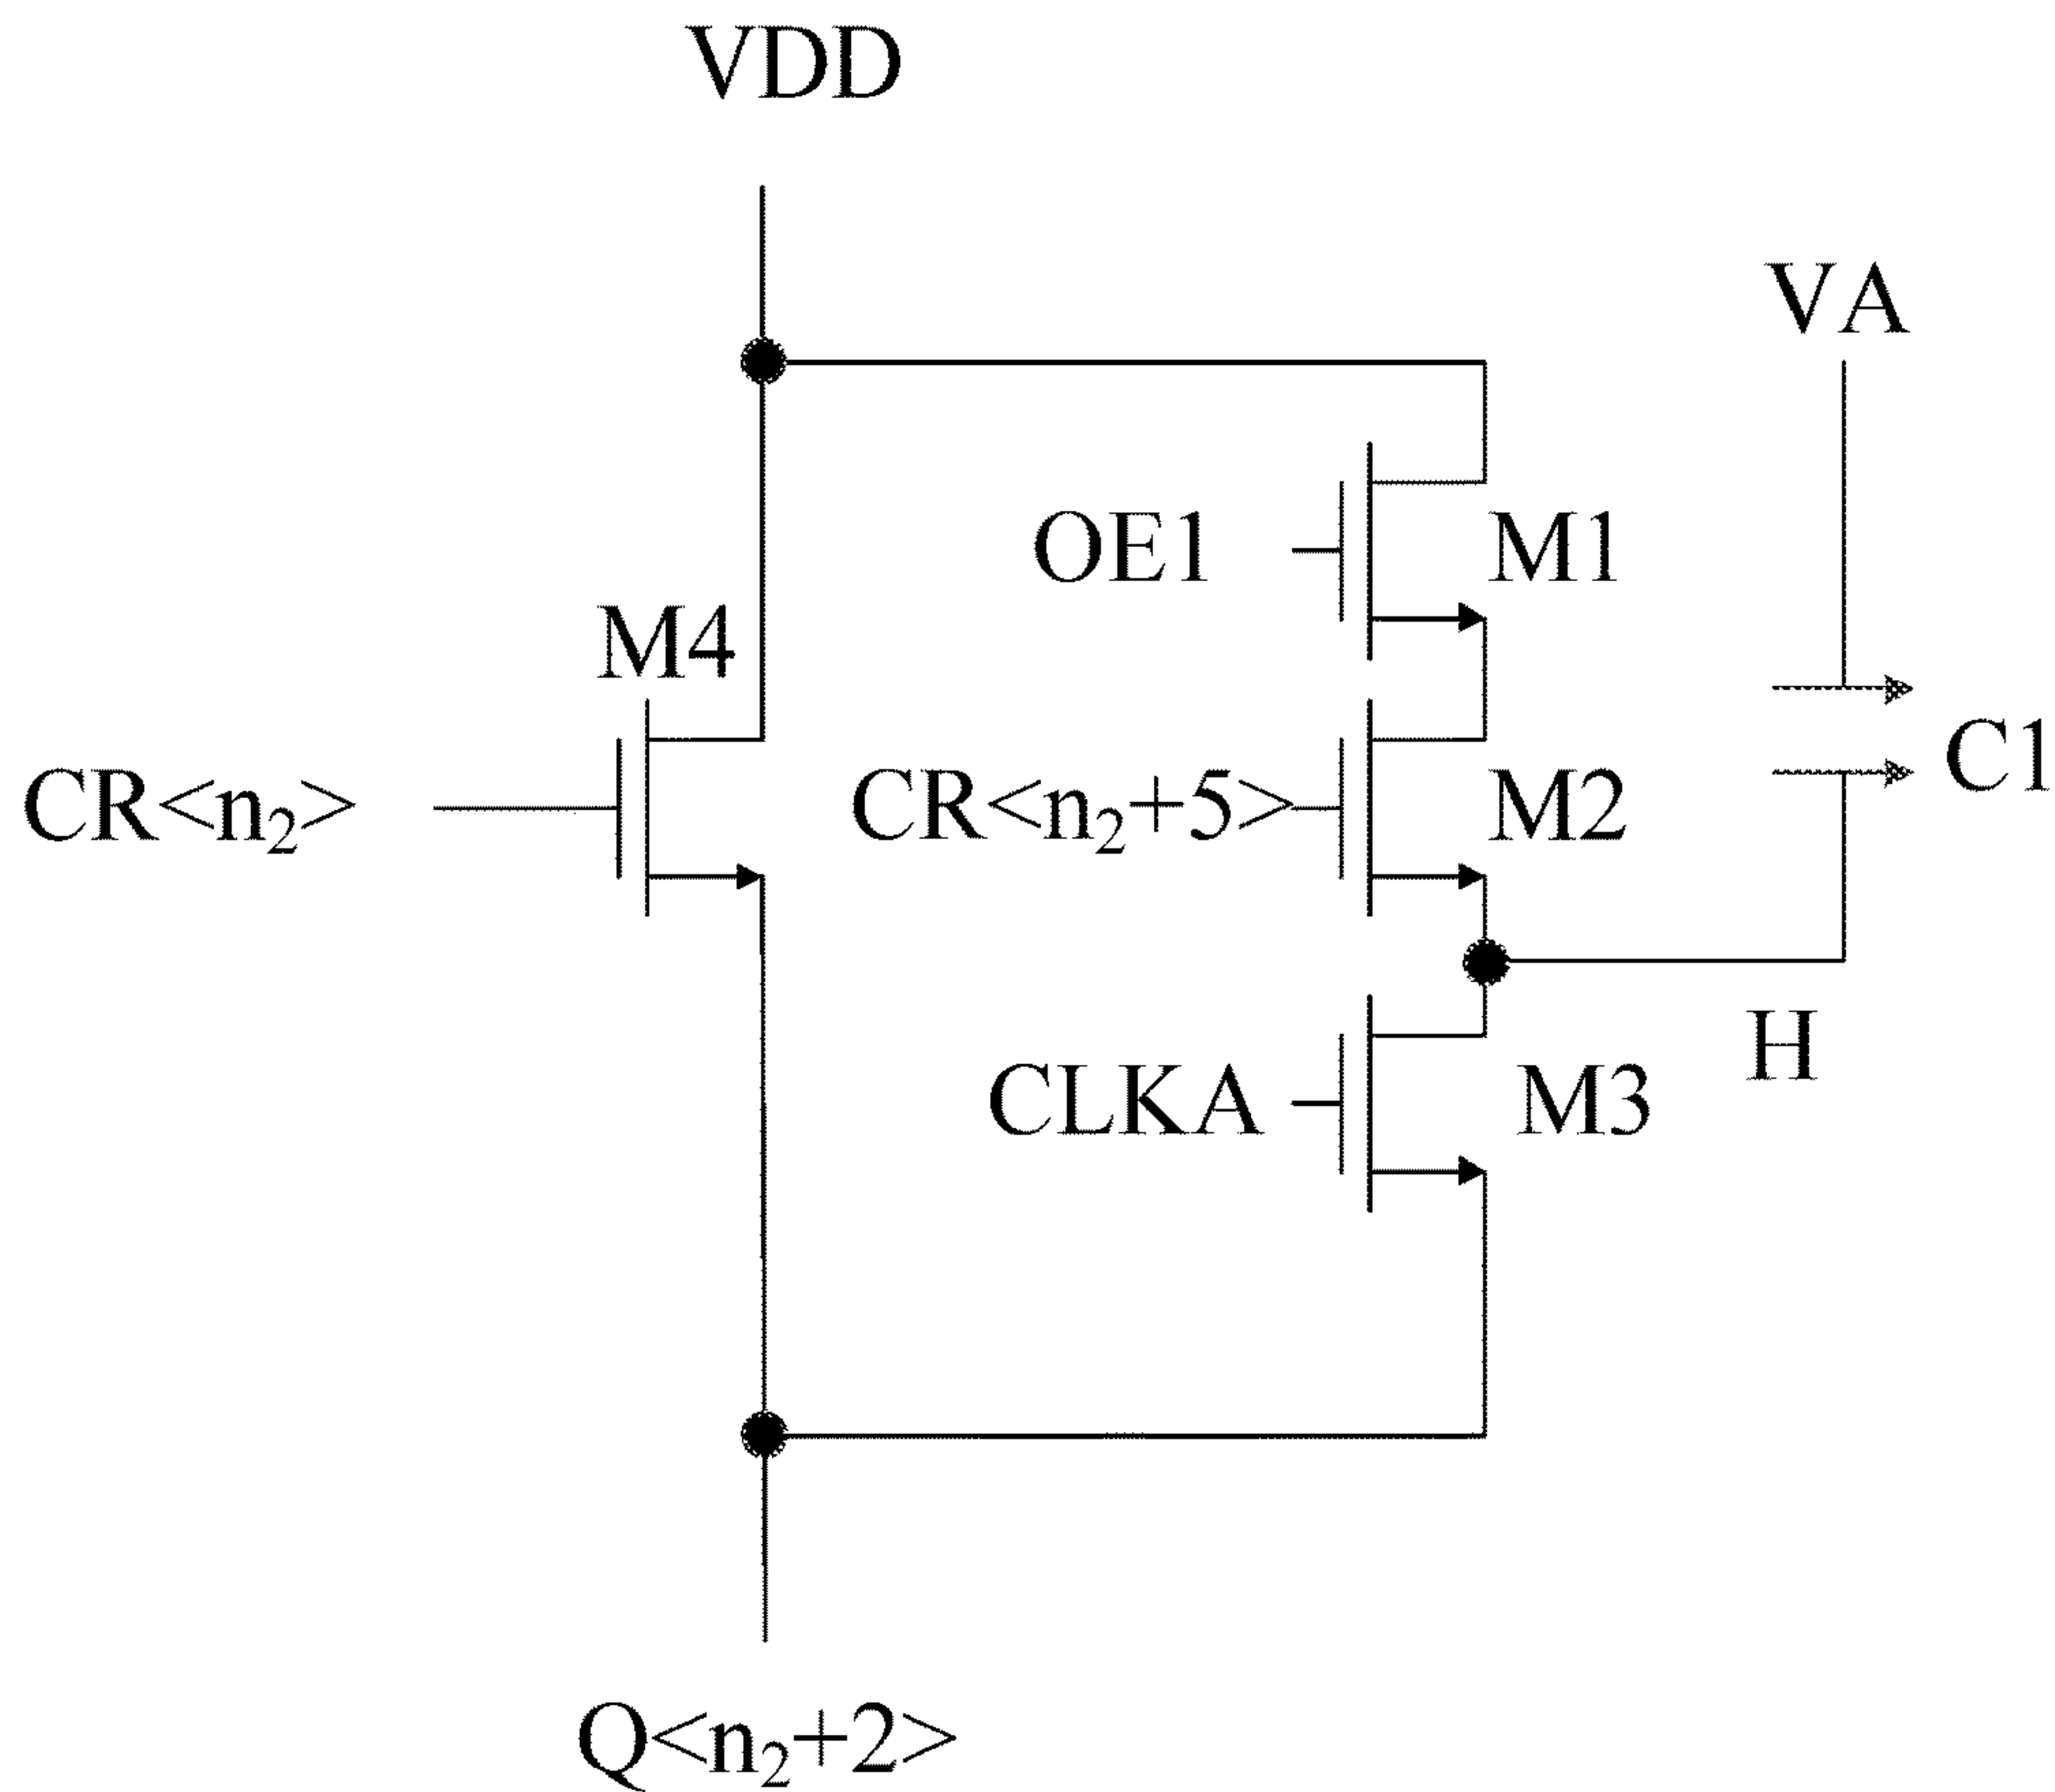 VDD
VA
OE1
M1
M4
C1
CR<n₂>
CR<n₂+5>
M2
H
CLKA
M3
Q<n₂+2>